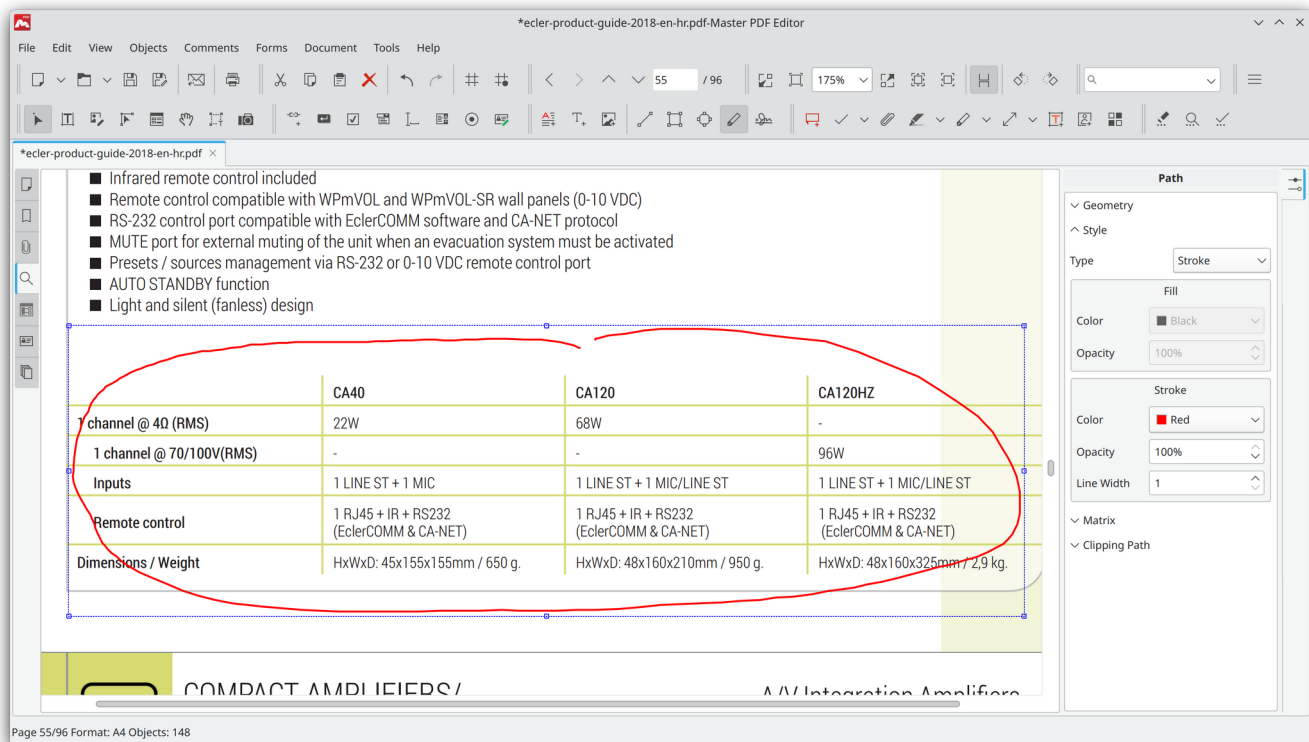 *ecler-product-guide-2018-en-hr.pdf-Master PDF Editor
File Edit View Objects Comments Forms Document Tools Help
55 / 96 175%
*ecler-product-guide-2018-en-hr.pdf
■ Infrared remote control included
■ Remote control compatible with WPmVOL and WPmVOL-SR wall panels (0-10 VDC)
■ RS-232 control port compatible with EclerCOMM software and CA-NET protocol
■ MUTE port for external muting of the unit when an evacuation system must be activated
■ Presets / sources management via RS-232 or 0-10 VDC remote control port
■ AUTO STANDBY function
■ Light and silent (fanless) design
CA40 CA120 CA120HZ
1 channel @ 4Ω (RMS) 22W 68W -
1 channel @ 70/100V(RMS) - - 96W
Inputs 1 LINE ST + 1 MIC 1 LINE ST + 1 MIC/LINE ST 1 LINE ST + 1 MIC/LINE ST
Remote control 1 RJ45 + IR + RS232 1 RJ45 + IR + RS232 1 RJ45 + IR + RS232
(EclerCOMM & CA-NET) (EclerCOMM & CA-NET) (EclerCOMM & CA-NET)
Dimensions / Weight HxWxD: 45x155x155mm / 650 g. HxWxD: 48x160x210mm / 950 g. HxWxD: 48x160x325mm / 2,9 kg.
COMPACT AMPLIFIERS/ A/V Integration Amplifiers
Path
Geometry
Style
Type Stroke
Fill
Color Black
Opacity 100%
Stroke
Color Red
Opacity 100%
Line Width 1
Matrix
Clipping Path
Page 55/96 Format: A4 Objects: 148